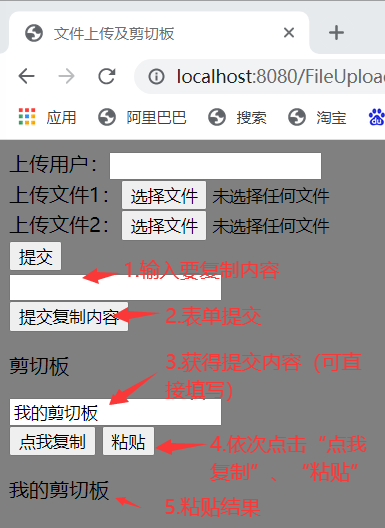 文件上传及剪切板
localhost:8080/FileUpload
应用 阿里巴巴 搜索 淘宝
上传用户：
上传文件1： 选择文件 未选择任何文件
上传文件2： 选择文件 未选择任何文件
提交
1.输入要复制内容
提交复制内容 2.表单提交
剪切板
3.获得提交内容（可直
接填写）
我的剪切板
点我复制 粘贴
4.依次点击“点我
复制”、“粘贴”
我的剪切板
5.粘贴结果